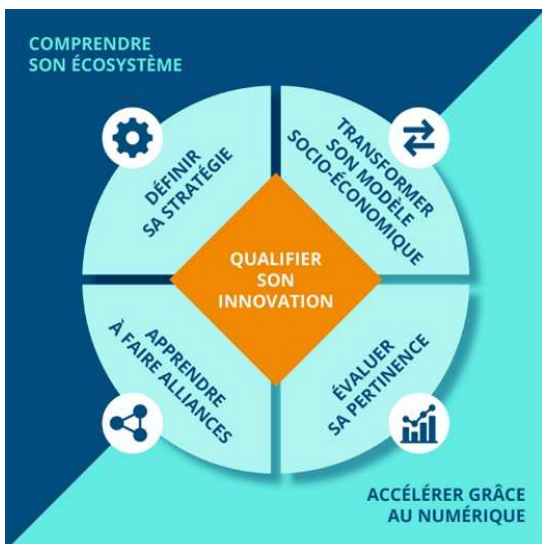 COMPRENDRE
SON ÉCOSYSTÈME
DÉFINIR
SA STRATÉGIE
TRANSFORMER
SON MODÈLE
SOCIO-ÉCONOMIQUE
QUALIFIER
SON
INNOVATION
APPRENDRE
À FAIRE ALLIANCES
ÉVALUER
SA PERTINENCE
ACCÉLÉRER GRÂCE
AU NUMÉRIQUE